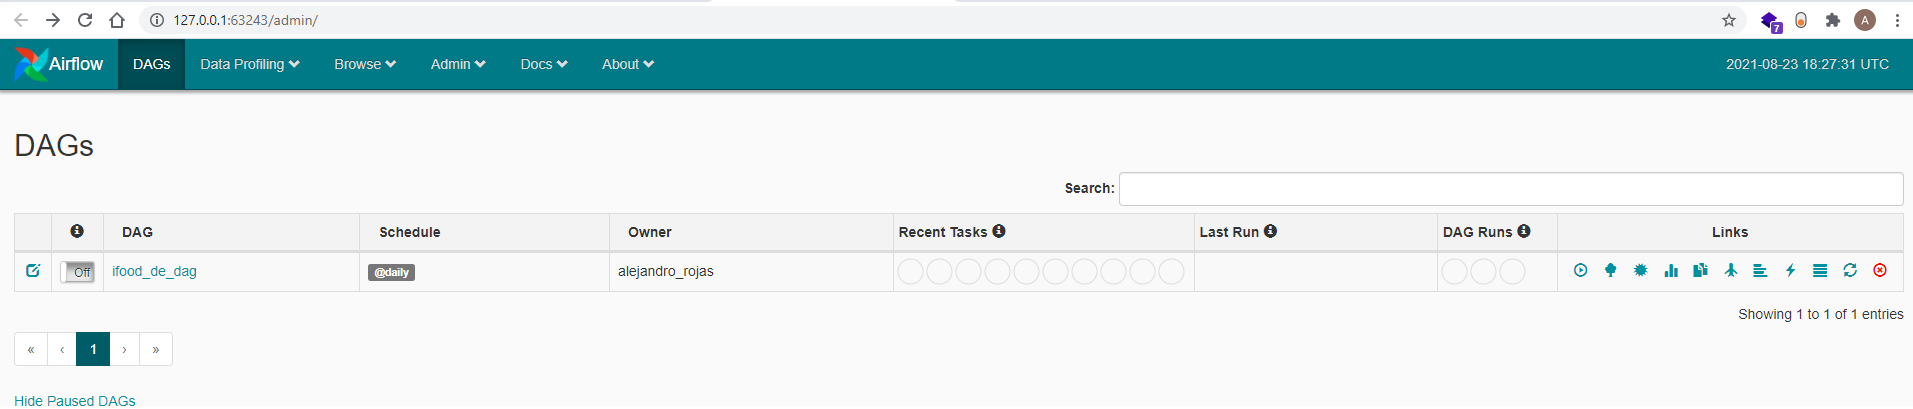 127.0.0.1:63243/admin/
7
A
Airflow DAGs Data Profiling Browse Admin Docs About 2021-08-23 18:27:31 UTC
DAGs
Search:
DAG Schedule Owner Recent Tasks Last Run DAG Runs Links
Off ifood_de_dag @daily alejandro_rojas
Showing 1 to 1 of 1 entries
« ‹ 1 › »
Hide Paused DAGs